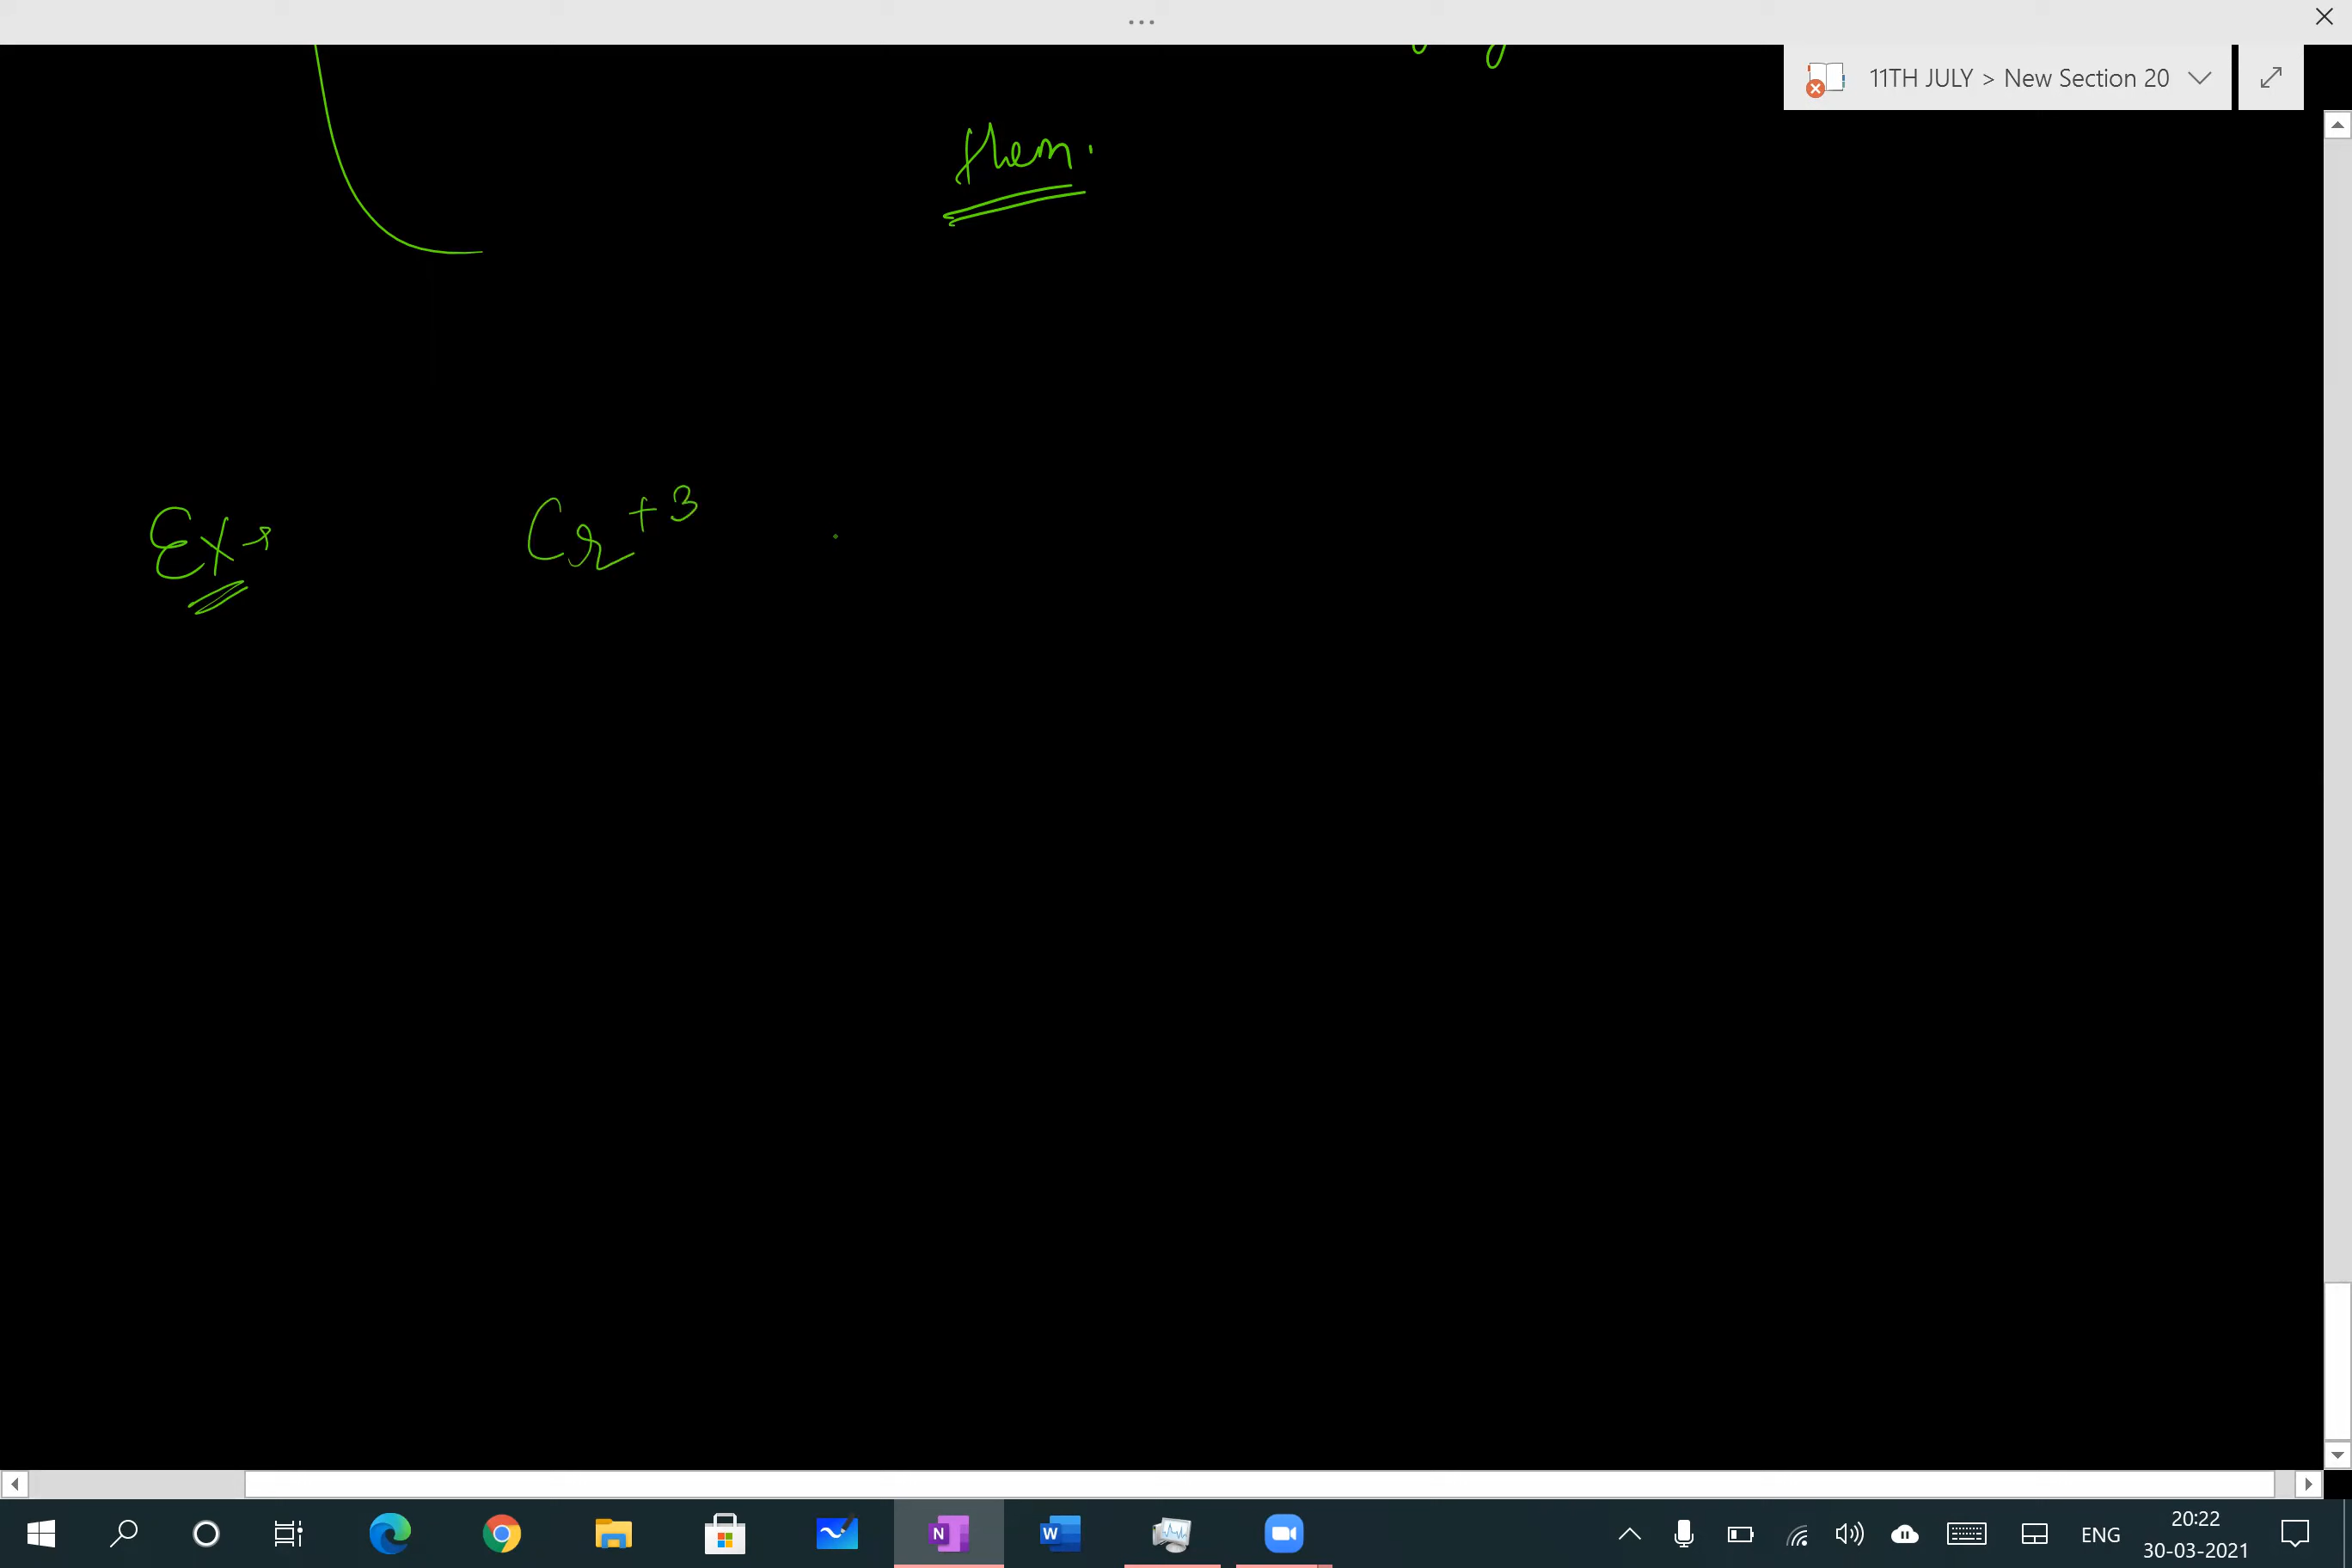 11TH JULY > New Section 20
them.
Ex→ Cr+3
N
W
ENG
20:22
30-03-2021